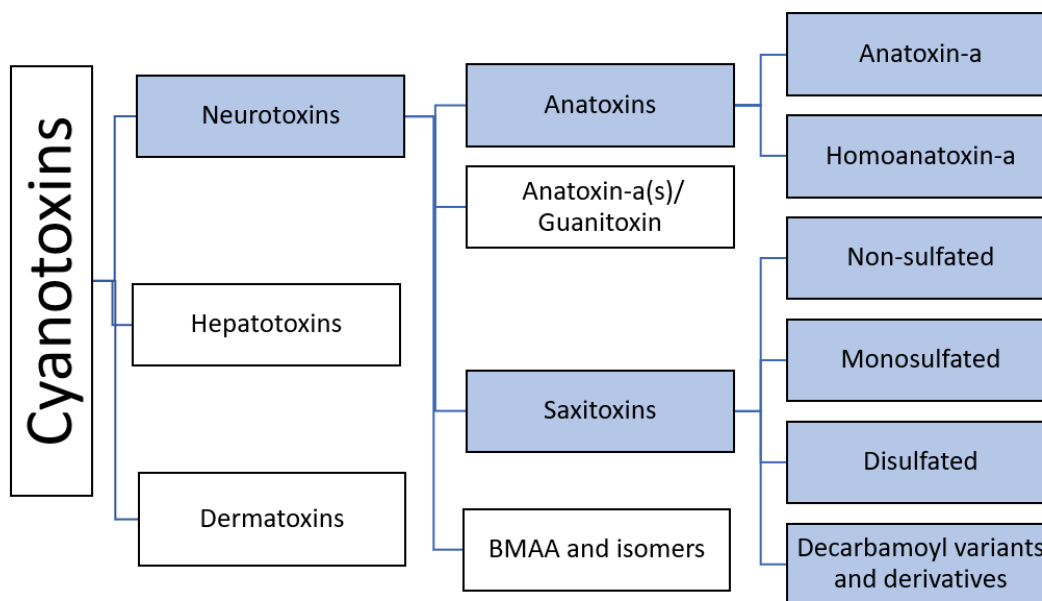 Cyanotoxins
Neurotoxins
Hepatotoxins
Dermatoxins
Anatoxins
Anatoxin-a(s)/
Guanitoxin
Saxitoxins
BMAA and isomers
Anatoxin-a
Homoanatoxin-a
Non-sulfated
Monosulfated
Disulfated
Decarbamoyl variants
and derivatives